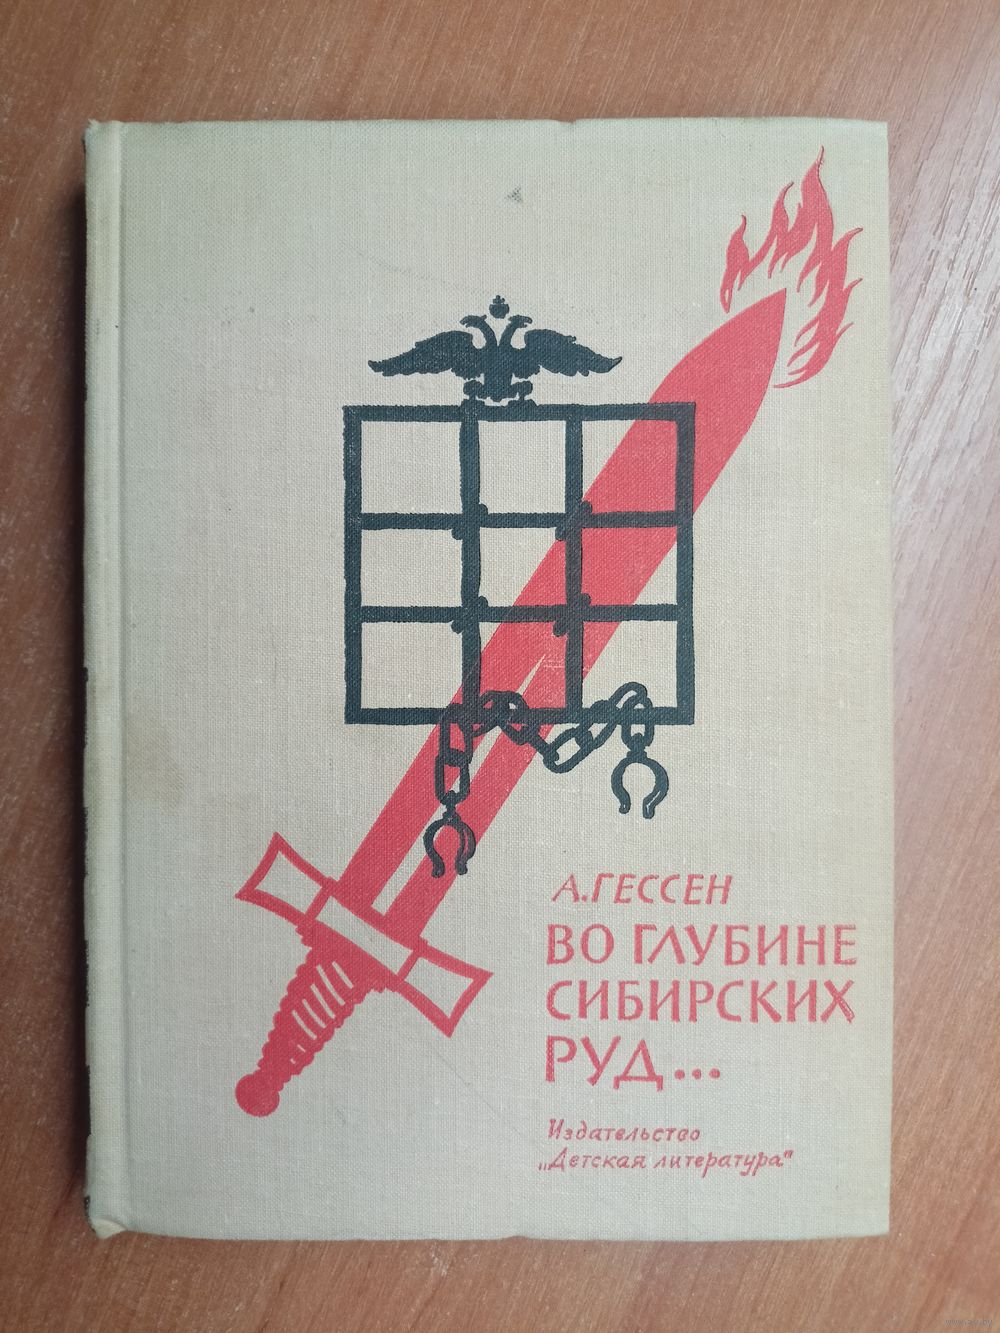 А.ГЕССЕН
ВО ГЛУБИНЕ
СИБИРСКИХ
РУД...
Издательство
„Детская литература"